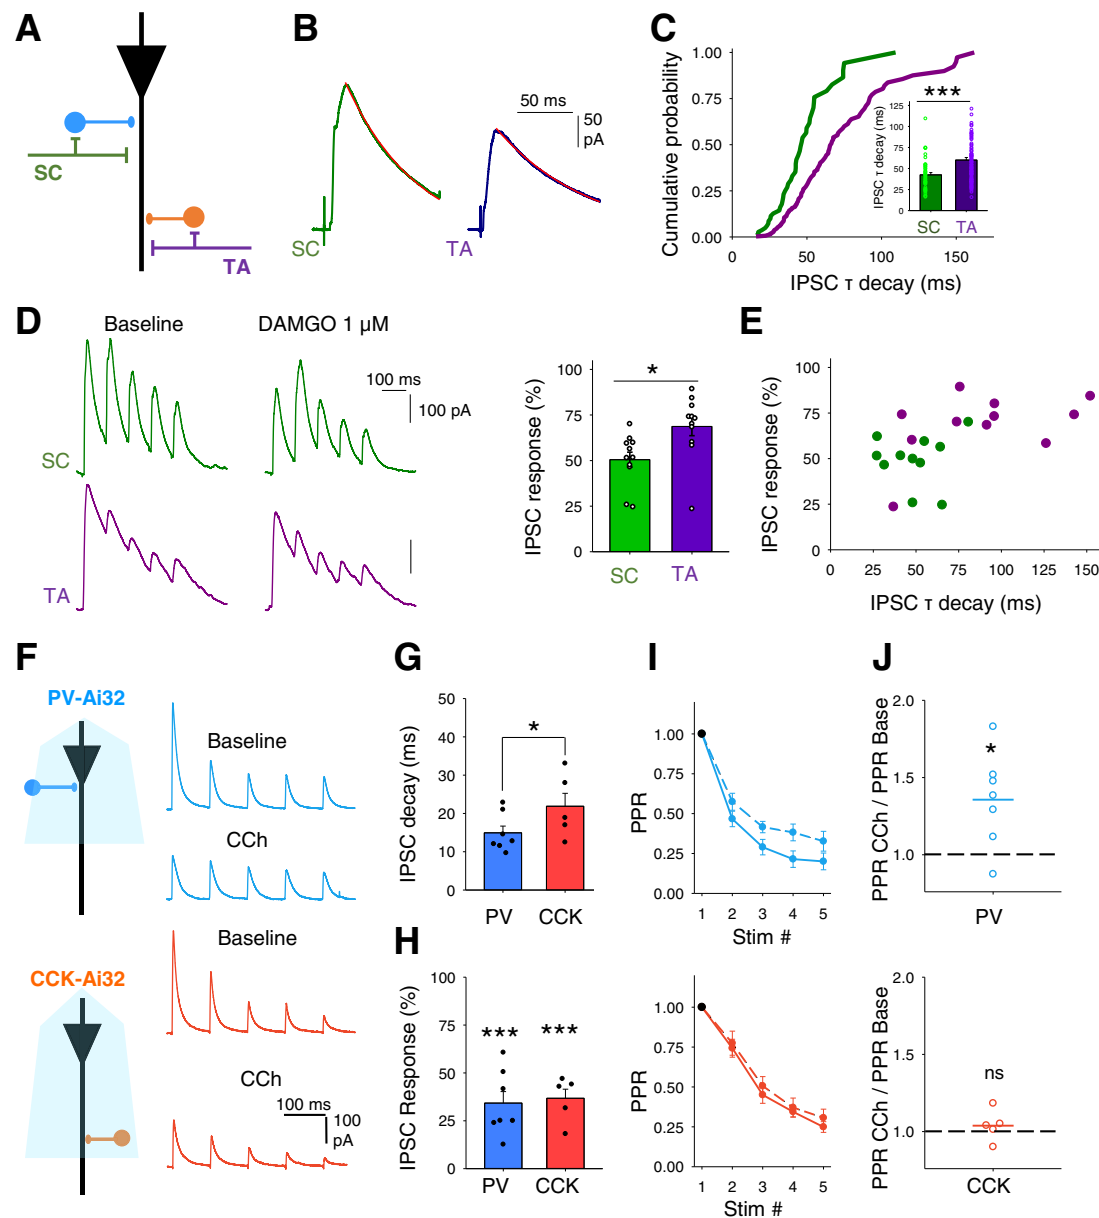 A
SC
TA
B
50 ms
50
pA
SC
TA
C
Cumulative probability
1.00
0.75
0.50
0.25
0.00
0
50
100
150
IPSC τ decay (ms)
***
IPSC τ decay (ms)
125
100
75
50
25
0
SC
TA
D
Baseline
DAMGO 1 µM
100 ms
100 pA
SC
TA
IPSC response (%)
100
75
50
25
0
*
SC
TA
E
IPSC response (%)
100
75
50
25
0
0
25
50
75
100
125
150
IPSC τ decay (ms)
F
PV-Ai32
Baseline
CCh
CCK-Ai32
Baseline
CCh
100 ms
100
pA
G
IPSC decay (ms)
50
40
30
20
10
0
*
PV
CCK
H
IPSC Response (%)
100
75
50
25
0
***
***
PV
CCK
I
PPR
1.00
0.75
0.50
0.25
0.00
1
2
3
4
5
Stim #
PPR
1.00
0.75
0.50
0.25
0.00
1
2
3
4
5
Stim #
J
PPR CCh / PPR Base
2.0
1.5
1.0
*
PV
PPR CCh / PPR Base
2.0
1.5
1.0
ns
CCK